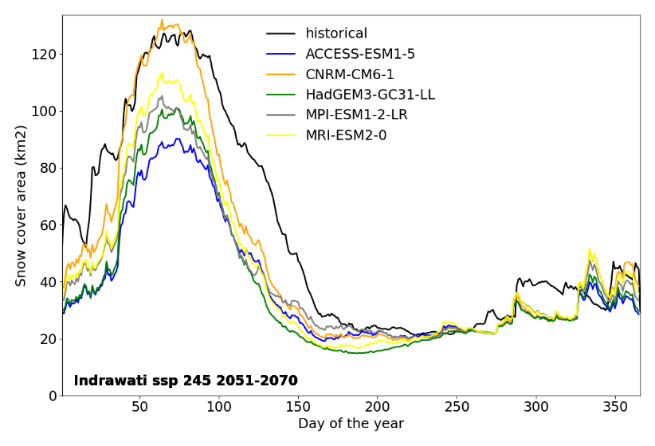 historical
ACCESS-ESM1-5
CNRM-CM6-1
HadGEM3-GC31-LL
MPI-ESM1-2-LR
MRI-ESM2-0
Snow cover area (km2)
120
100
80
60
40
20
0
Indrawati ssp 245 2051-2070
50 100 150 200 250 300 350
Day of the year